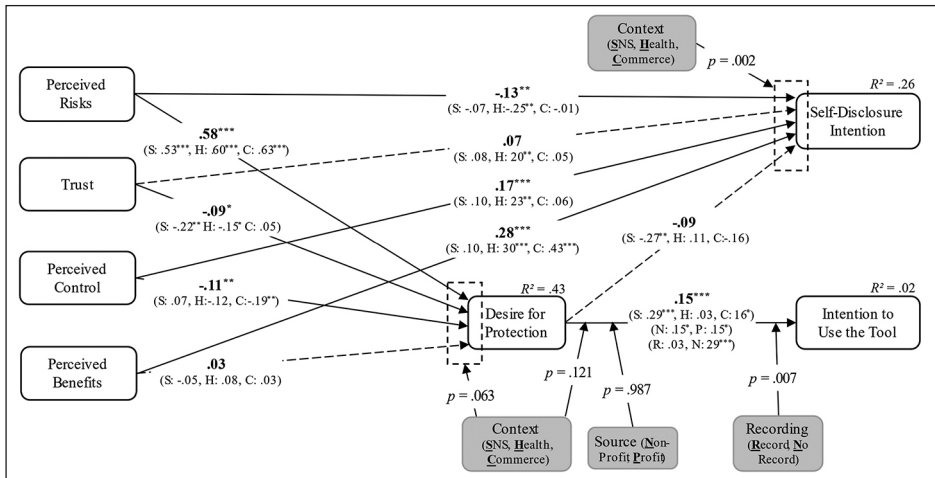 Context
(SNS, Health,
Commerce)
p = .002
R² = .26
Perceived
Risks
-.13**
(S: -.07, H:-.25**, C: -.01)
Self-Disclosure
Intention
.58***
(S: .53***, H: .60***, C: .63***)
.07
(S: .08, H: 20**, C: .05)
Trust
.17***
(S: .10, H: 23**, C: .06)
-.09*
(S: -.22** H: -.15* C: .05)
-.09
(S: -.27**, H: .11, C:-.16)
.28***
(S: .10, H: 30***, C: .43***)
Perceived
Control
-.11**
(S: .07, H:-.12, C:-.19**)
R² = .43
Desire for
Protection
.15***
(S: .29***, H: .03, C: 16*)
(N: .15*, P: .15*)
(R: .03, N: 29***)
R² = .02
Intention to
Use the Tool
Perceived
Benefits
.03
(S: -.05, H: .08, C: .03)
p = .063
p = .121
p = .987
p = .007
Context
(SNS, Health,
Commerce)
Source (Non-
Profit, Profit)
Recording
(Record, No
Record)